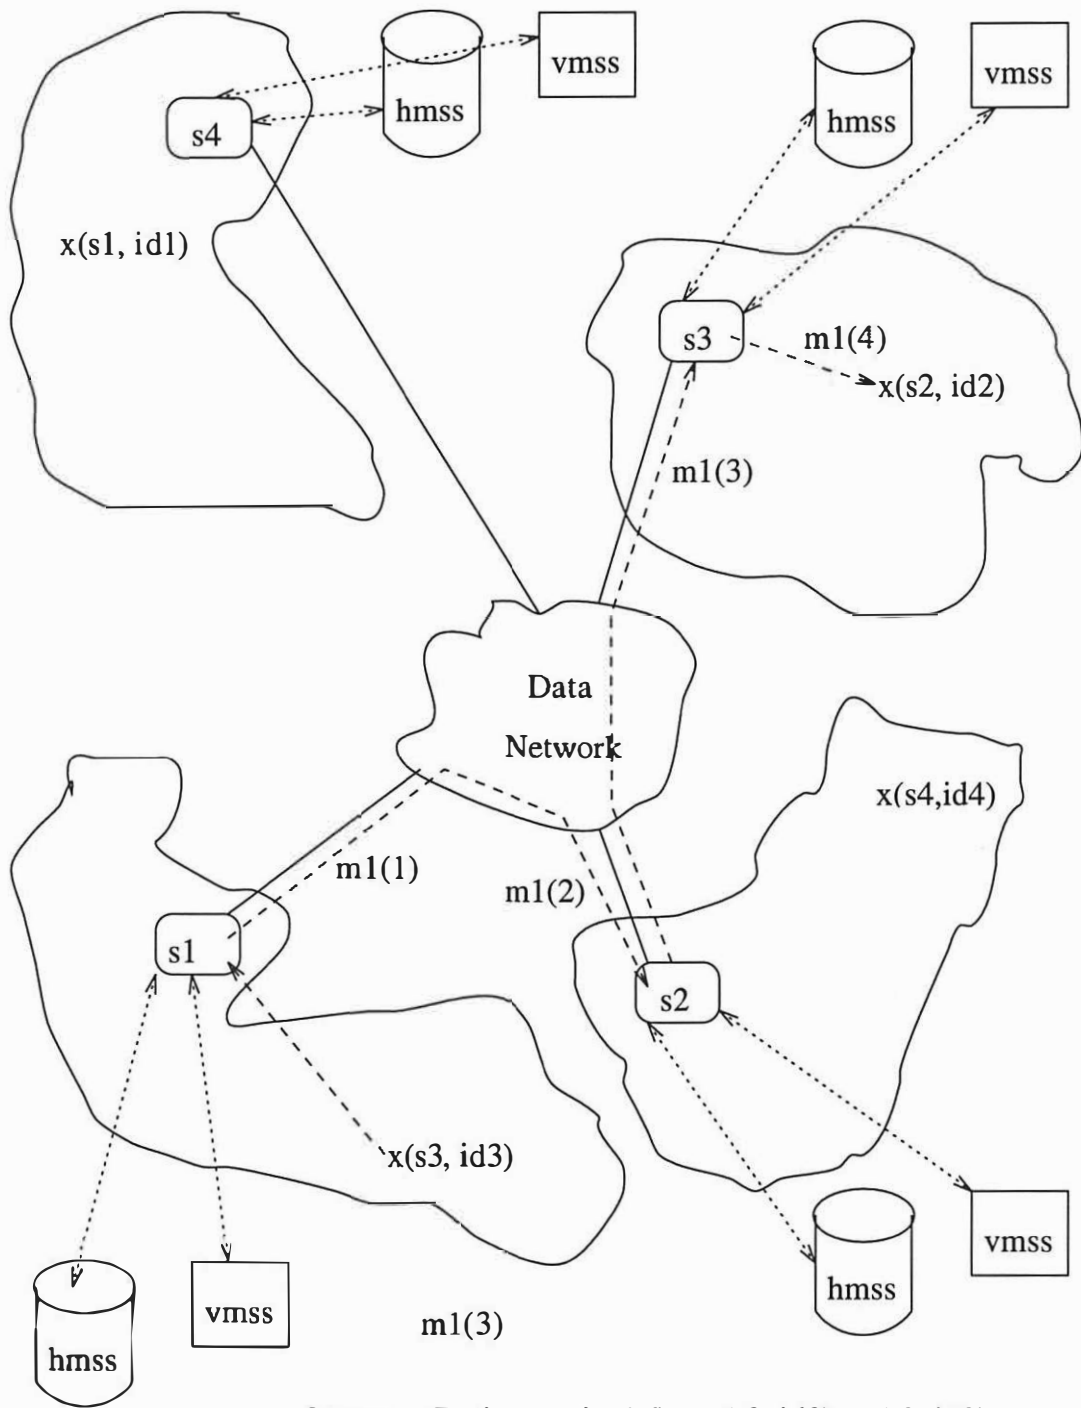 vmss
hmss
s4
x(s1, id1)
vmss
hmss
s3
m1(4)
x(s2, id2)
m1(3)
Data
Network
x(s4,id4)
m1(1)
m1(2)
s1
s2
x(s3, id3)
vmss
hmss
vmss
hmss
m1(3)